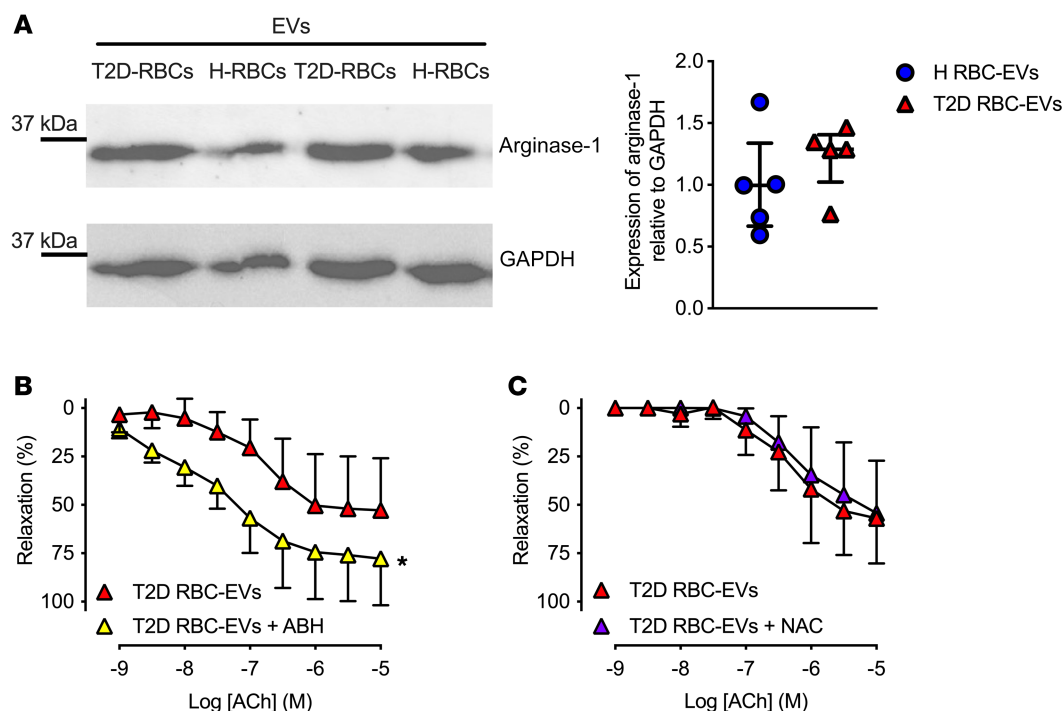 A
EVs
T2D-RBCs H-RBCs T2D-RBCs H-RBCs
37 kDa
Arginase-1
37 kDa
GAPDH
Expression of arginase-1
relative to GAPDH
2.0
1.5
1.0
0.5
0.0
H RBC-EVs
T2D RBC-EVs
B
Relaxation (%)
0
25
50
75
100
*
T2D RBC-EVs
T2D RBC-EVs + ABH
-9 -8 -7 -6 -5
Log [ACh] (M)
C
Relaxation (%)
0
25
50
75
100
T2D RBC-EVs
T2D RBC-EVs + NAC
-9 -8 -7 -6 -5
Log [ACh] (M)